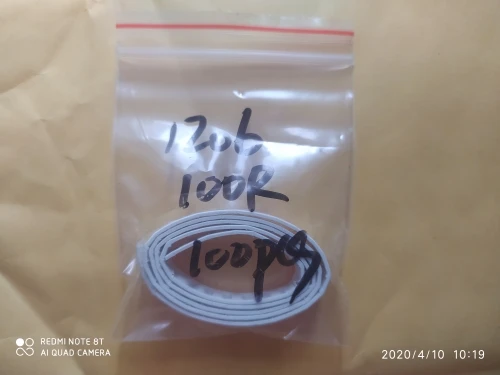 1206
100R
100pcs
REDMI NOTE 8T
AI QUAD CAMERA
2020/4/10 10:19